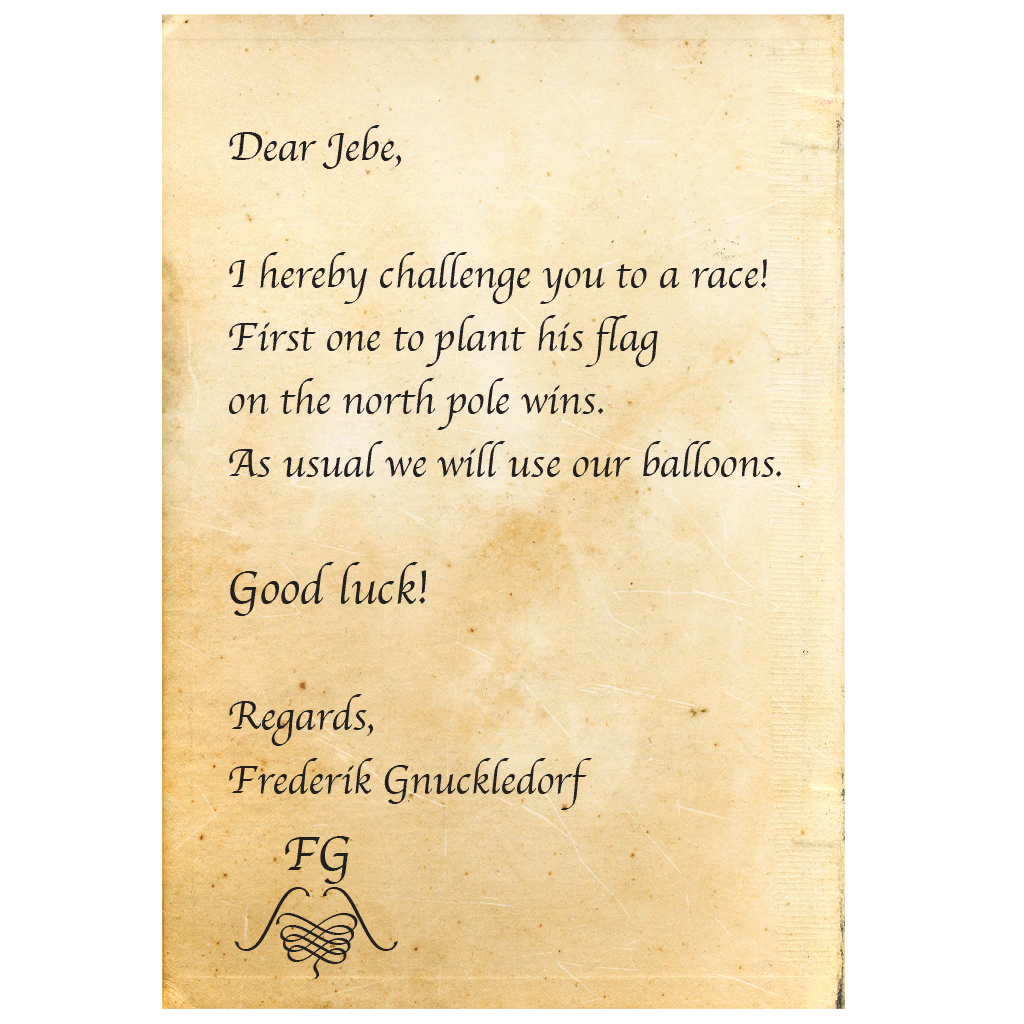 Dear Jebe,
I hereby challenge you to a race!
First one to plant his flag
on the north pole wins.
As usual we will use our balloons.
Good luck!
Regards,
Frederik Gnuckledorf
FG